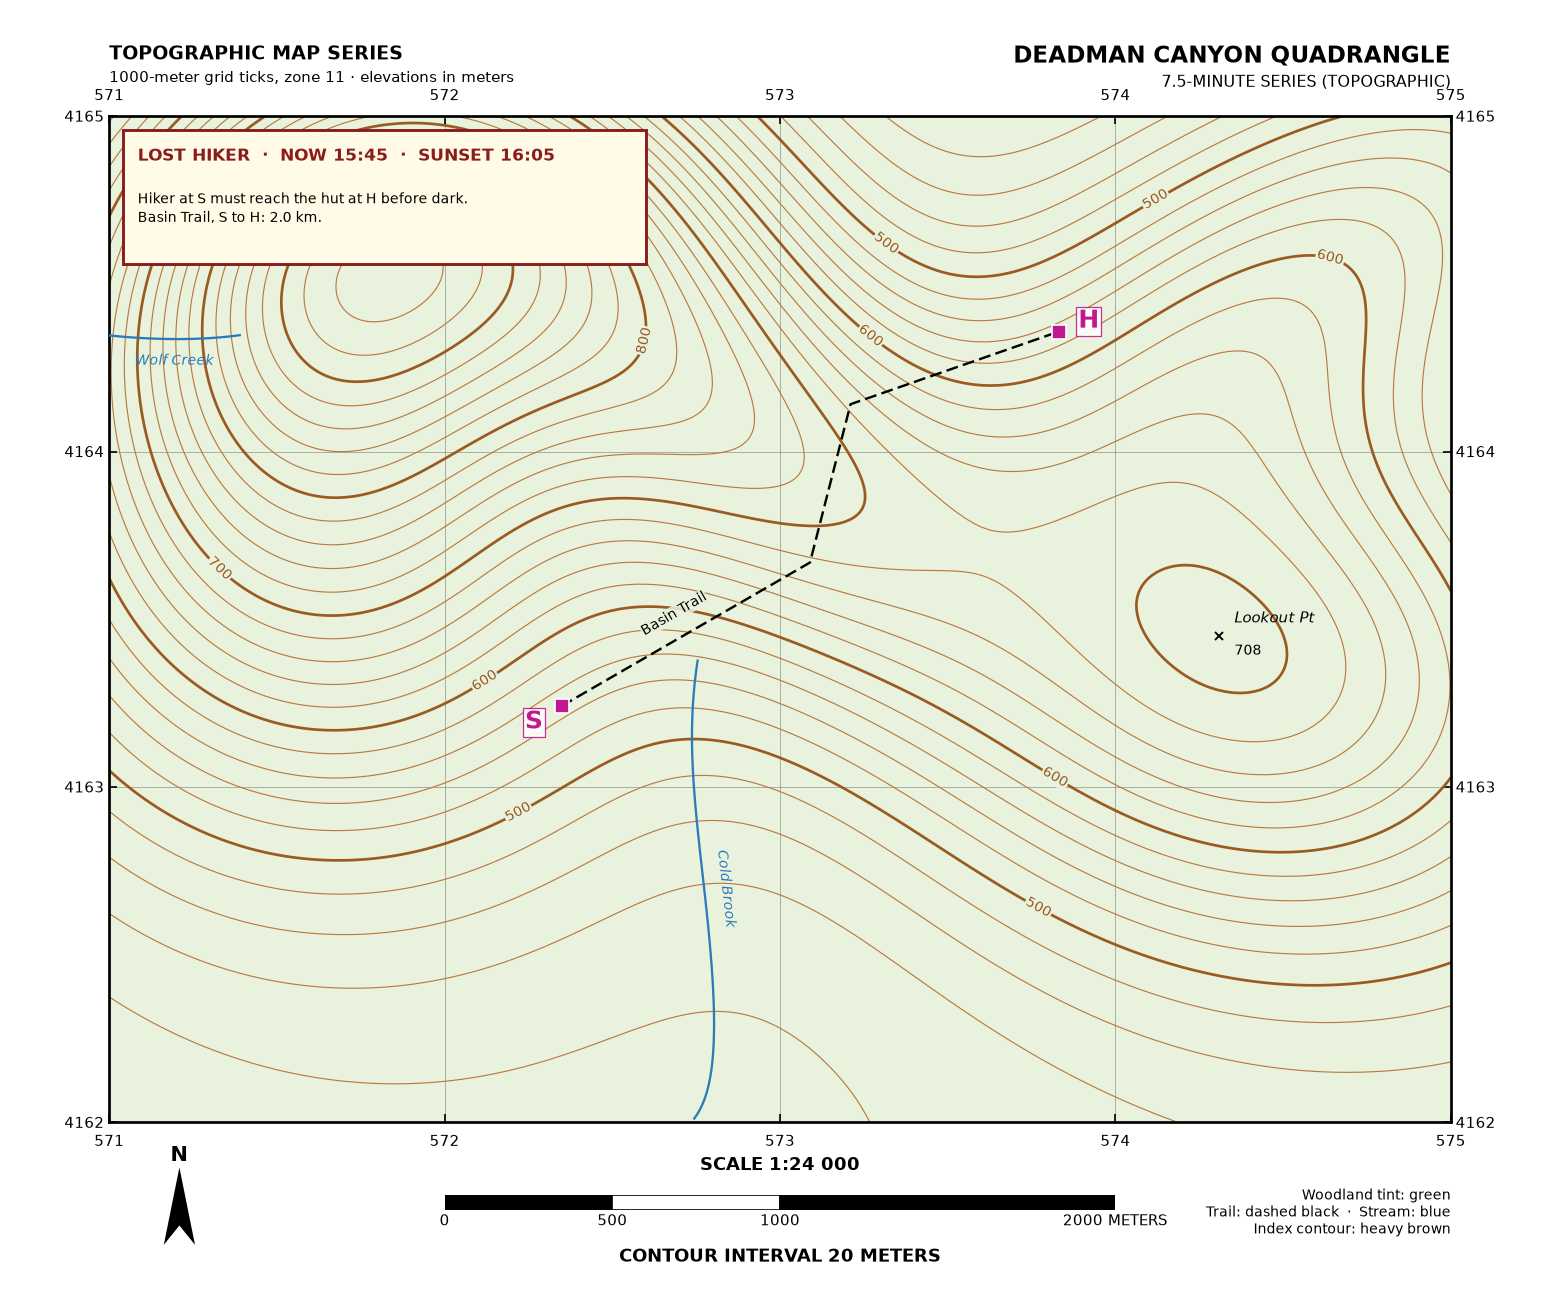 TOPOGRAPHIC MAP SERIES
1000-meter grid ticks, zone 11 · elevations in meters
DEADMAN CANYON QUADRANGLE
7.5-MINUTE SERIES (TOPOGRAPHIC)
571 572 573 574 575
4165 4165
LOST HIKER · NOW 15:45 · SUNSET 16:05
Hiker at S must reach the hut at H before dark.
Basin Trail, S to H: 2.0 km.
500
500
600
H
600
800
Wolf Creek
4164 4164
700
Basin Trail
Lookout Pt
708
600
S
600
4163 4163
500
Cold Brook
500
4162 4162
571 572 573 574 575
N
SCALE 1:24 000
0 500 1000 2000 METERS
CONTOUR INTERVAL 20 METERS
Woodland tint: green
Trail: dashed black · Stream: blue
Index contour: heavy brown